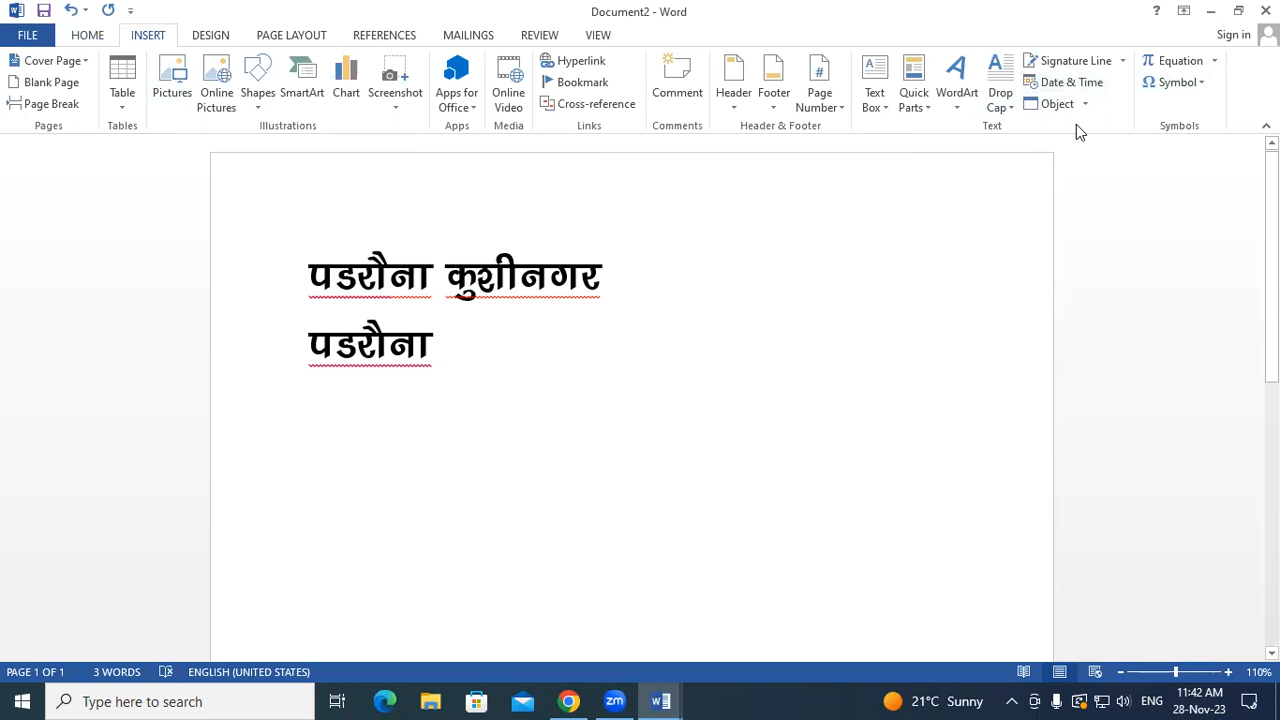 Document2 - Word
?
FILE HOME INSERT DESIGN PAGE LAYOUT REFERENCES MAILINGS REVIEW VIEW Sign in
Cover Page
Blank Page
Page Break
Table
Pictures
Online Pictures
Shapes
SmartArt
Chart
Screenshot
Apps for Office
Online Video
Hyperlink
Bookmark
Cross-reference
Comment
Header
Footer
Page Number
Text Box
Quick Parts
WordArt
Drop Cap
Signature Line
Date & Time
Object
Equation
Symbol
Pages Tables Illustrations Apps Media Links Comments Header & Footer Text Symbols
पडरौना कुशीनगर
पडरौना
PAGE 1 OF 1 3 WORDS ENGLISH (UNITED STATES) 110%
Type here to search
zm
21°C Sunny
ENG
11:42 AM
28-Nov-23